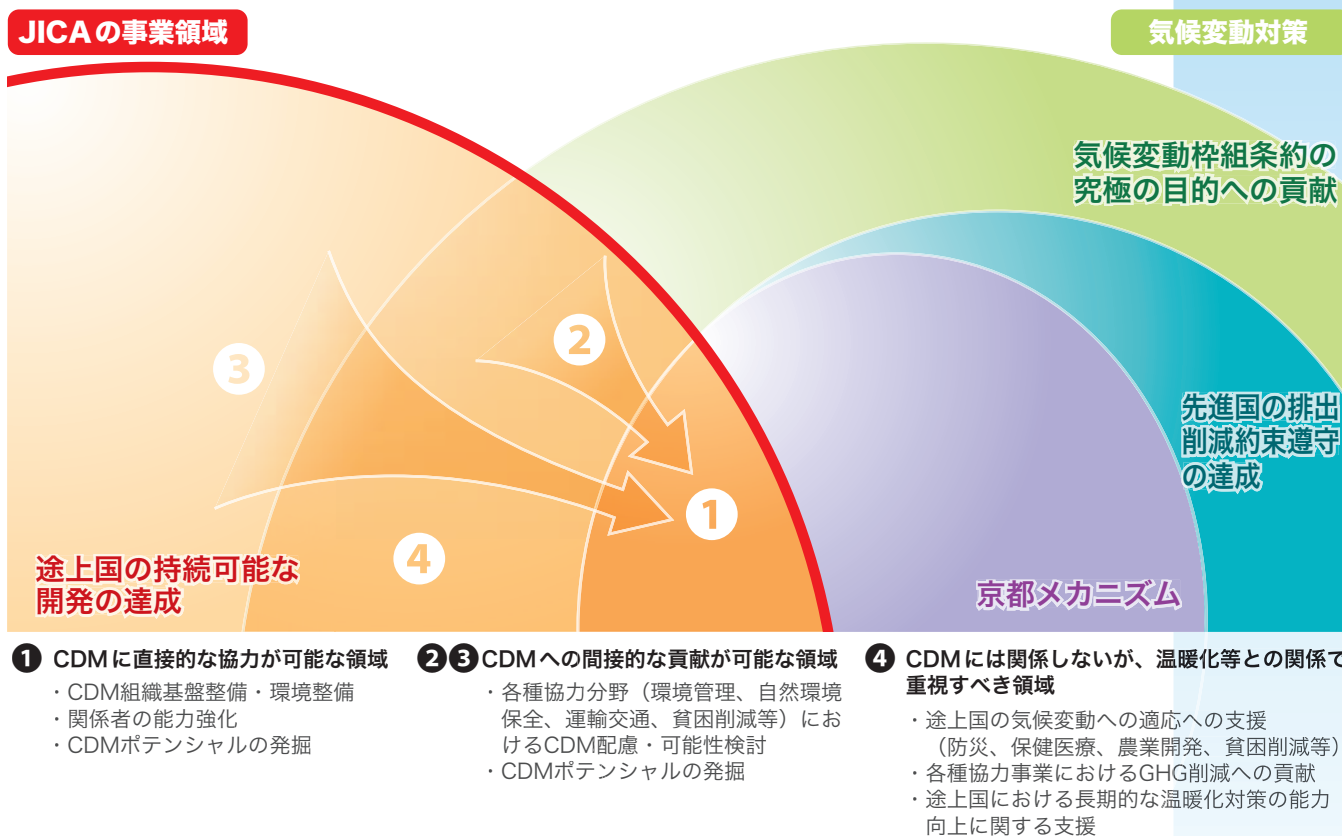 JICAの事業領域
気候変動対策
気候変動枠組条約の
究極の目的への貢献
先進国の排出
削減約束遵守
の達成
京都メカニズム
途上国の持続可能な
開発の達成
3
2
1
4
❶ CDMに直接的な協力が可能な領域
・CDM組織基盤整備・環境整備
・関係者の能力強化
・CDMポテンシャルの発掘
❷❸CDMへの間接的な貢献が可能な領域
・各種協力分野（環境管理、自然環境
保全、運輸交通、貧困削減等）にお
けるCDM配慮・可能性検討
・CDMポテンシャルの発掘
❹ CDMには関係しないが、温暖化等との関係で
重視すべき領域
・途上国の気候変動への適応への支援
（防災、保健医療、農業開発、貧困削減等）
・各種協力事業におけるGHG削減への貢献
・途上国における長期的な温暖化対策の能力
向上に関する支援